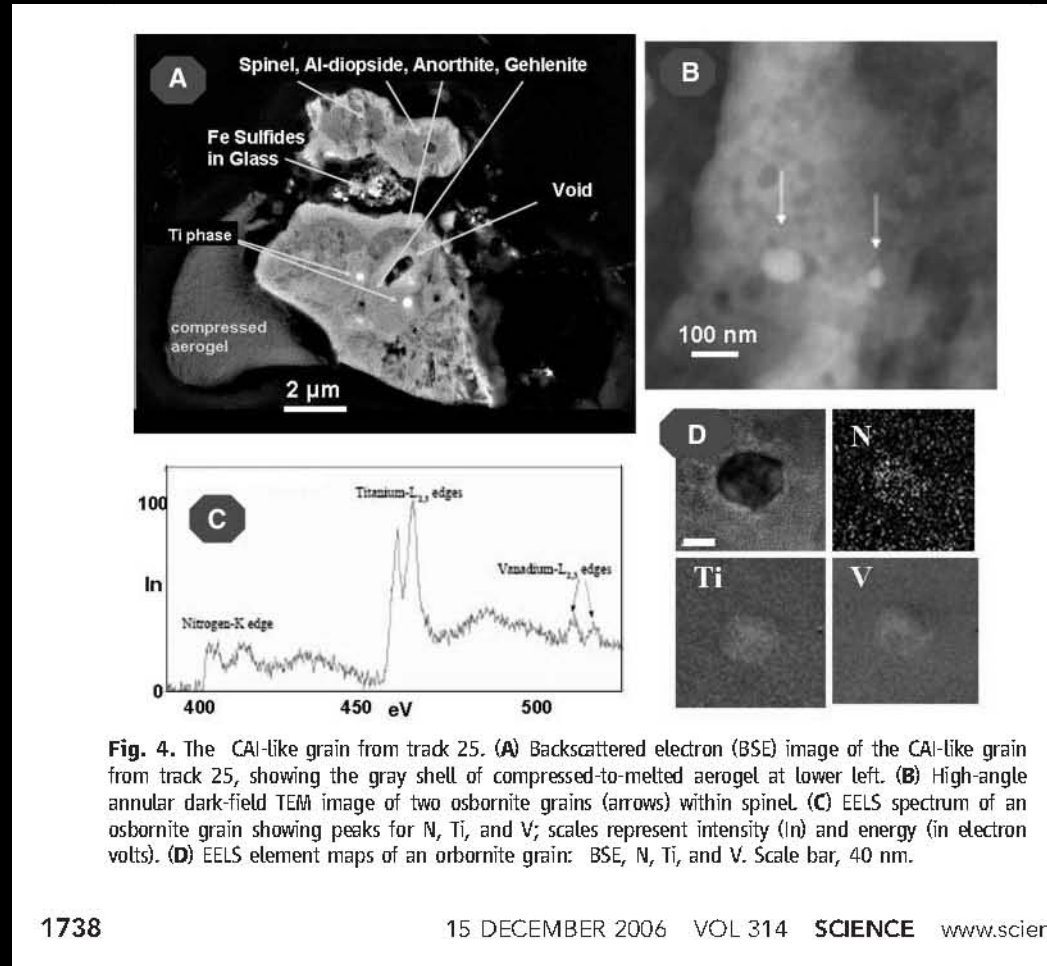 A
Spinel, Al-diopside, Anorthite, Gehlenite
Fe Sulfides
in Glass
Void
Ti phase
compressed
aerogel
2 μm
B
100 nm
C
100
In
0
Titanium-L2,3 edges
Vanadium-L2,3 edges
Nitrogen-K edge
400
450
eV
500
D
N
Ti
V
Fig. 4. The CAI-like grain from track 25. (A) Backscattered electron (BSE) image of the CAI-like grain
from track 25, showing the gray shell of compressed-to-melted aerogel at lower left. (B) High-angle
annular dark-field TEM image of two osbornite grains (arrows) within spinel. (C) EELS spectrum of an
osbornite grain showing peaks for N, Ti, and V; scales represent intensity (In) and energy (in electron
volts). (D) EELS element maps of an orbornite grain: BSE, N, Ti, and V. Scale bar, 40 nm.
1738 15 DECEMBER 2006 VOL 314 SCIENCE www.scien